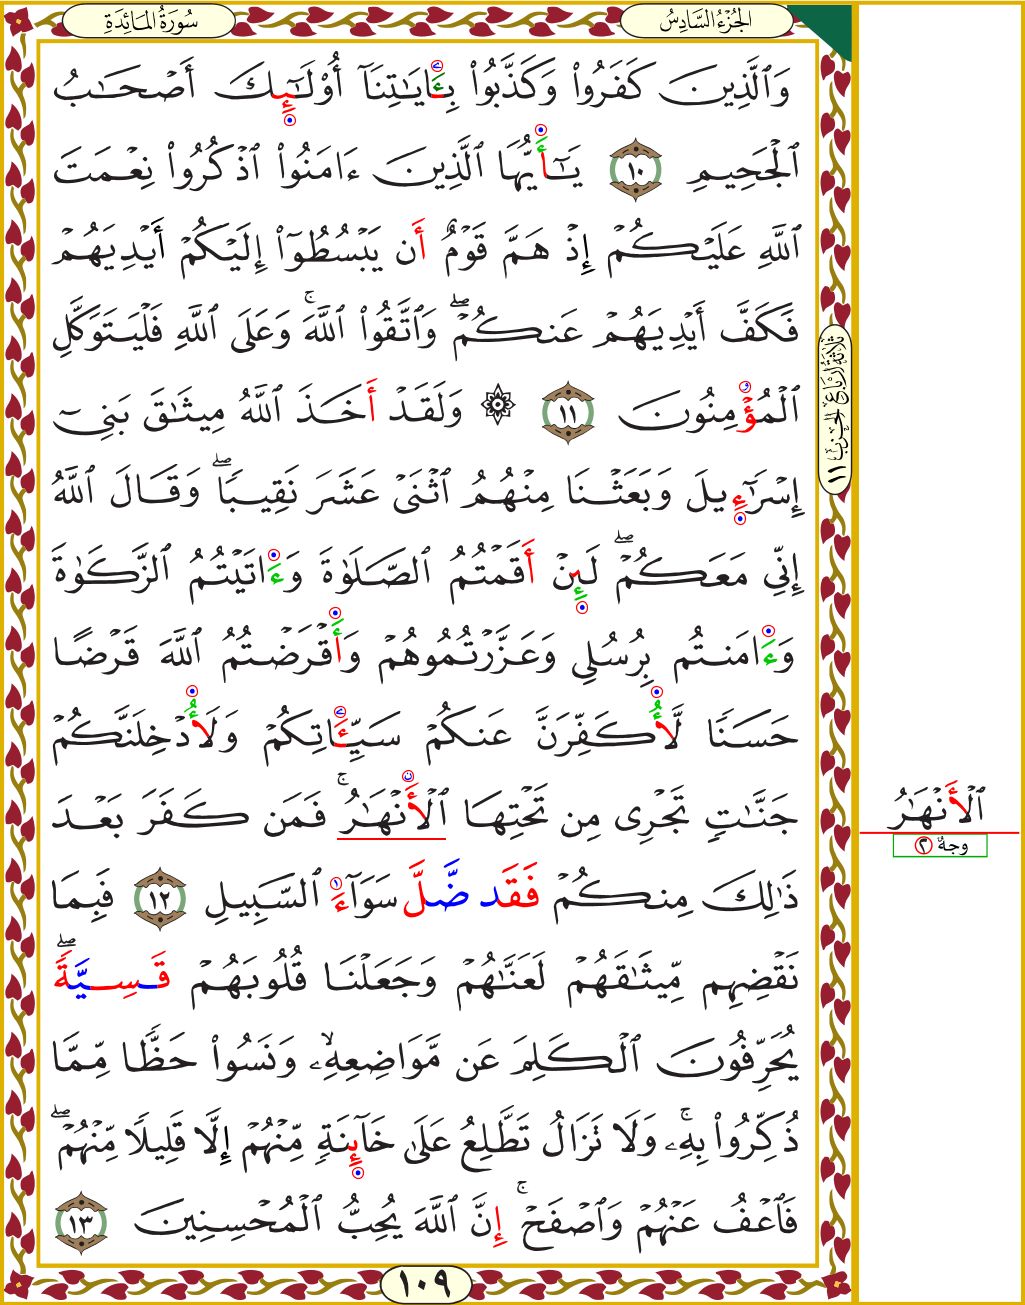 الجُزْءُ السَّادِسُ
سُورَةُ المَائِدَةِ
وَٱلَّذِينَ كَفَرُوا۟ وَكَذَّبُوا۟ بِـَٔايَـٰتِنَآ أُو۟لَـٰٓئِكَ أَصۡحَـٰبُ
ٱلۡجَحِيمِ ١٠ يَـٰٓأَيُّهَا ٱلَّذِينَ ءَامَنُوا۟ ٱذۡكُرُوا۟ نِعۡمَتَ
ٱللَّهِ عَلَيۡكُمۡ إِذۡ هَمَّ قَوۡمٌ أَن يَبۡسُطُوٓا۟ إِلَيۡكُمۡ أَيۡدِيَهُمۡ
فَكَفَّ أَيۡدِيَهُمۡ عَنكُمۡۖ وَٱتَّقُوا۟ ٱللَّهَۚ وَعَلَى ٱللَّهِ فَلۡيَتَوَكَّلِ
ٱلۡمُؤۡمِنُونَ ١١ ۞ وَلَقَدۡ أَخَذَ ٱللَّهُ مِيثَـٰقَ بَنِىٓ
إِسۡرَٰٓءِيلَ وَبَعَثۡنَا مِنۡهُمُ ٱثۡنَىۡ عَشَرَ نَقِيبًاۖ وَقَالَ ٱللَّهُ
إِنِّى مَعَكُمۡۖ لَئِنۡ أَقَمۡتُمُ ٱلصَّلَوٰةَ وَءَاتَيۡتُمُ ٱلزَّكَوٰةَ
وَءَامَنتُم بِرُسُلِى وَعَزَّرۡتُمُوهُمۡ وَأَقۡرَضۡتُمُ ٱللَّهَ قَرۡضًا
حَسَنًا لَّأُكَفِّرَنَّ عَنكُمۡ سَيِّـَٔاتِكُمۡ وَلَأُدۡخِلَنَّكُمۡ
جَنَّـٰتٍ تَجۡرِى مِن تَحۡتِهَا ٱلۡأَنۡهَـٰرُۚ فَمَن كَفَرَ بَعۡدَ
ذَٰلِكَ مِنكُمۡ فَقَد ضَّلَّ سَوَآءَ ٱلسَّبِيلِ ١٢ فَبِمَا
نَقۡضِهِم مِّيثَـٰقَهُمۡ لَعَنَّـٰهُمۡ وَجَعَلۡنَا قُلُوبَهُمۡ قَسِيَّةًۖ
يُحَرِّفُونَ ٱلۡكَلِمَ عَن مَّوَاضِعِهِۦۙ وَنَسُوا۟ حَظًّا مِّمَّا
ذُكِّرُوا۟ بِهِۦۚ وَلَا تَزَالُ تَطَّلِعُ عَلَىٰ خَآئِنَةٍ مِّنۡهُمۡ إِلَّا قَلِيلًا مِّنۡهُمۡۖ
فَٱعۡفُ عَنۡهُمۡ وَٱصۡفَحۡۚ إِنَّ ٱللَّهَ يُحِبُّ ٱلۡمُحۡسِنِينَ ١٣
ثَلَاثَةُ أَرْبَاعِ الحِزْبِ ١١
ٱلۡأَنۡهَـٰرُ
وجهٌ ٢
١٠٩